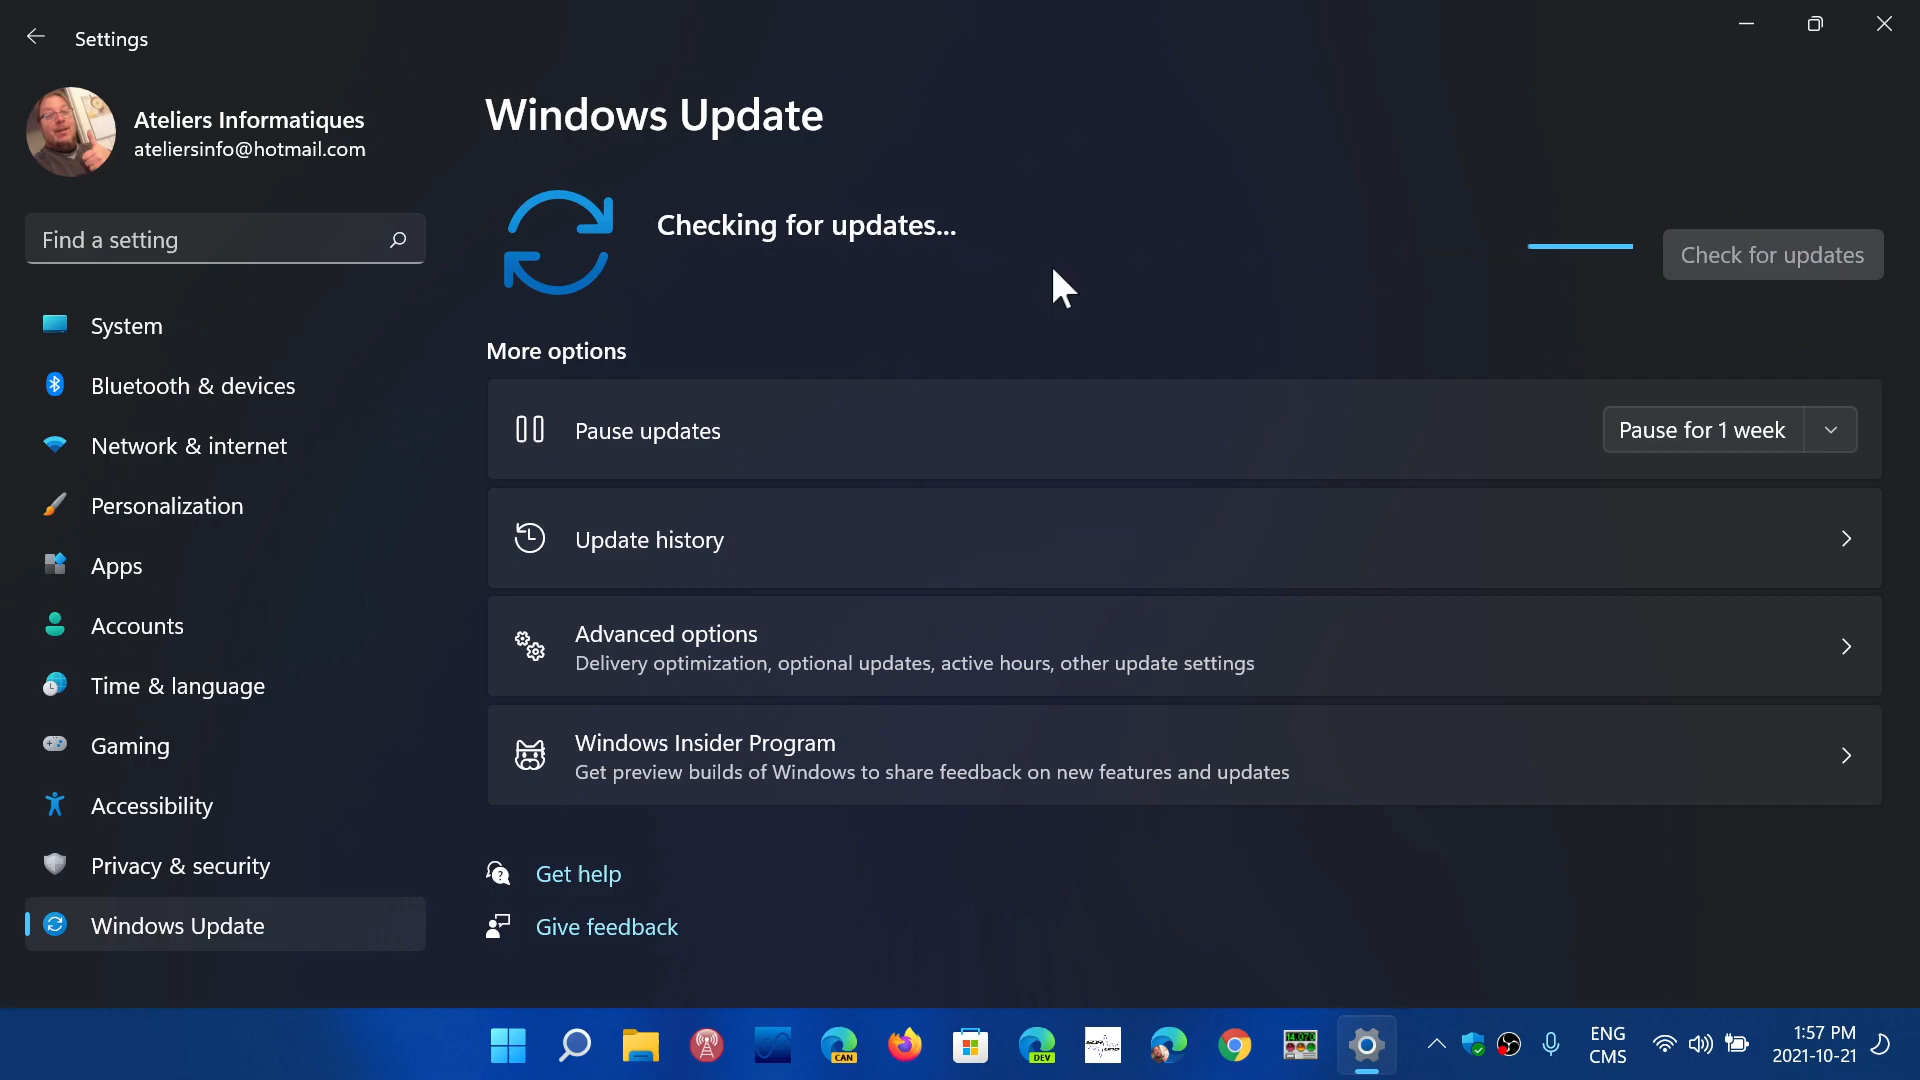 Settings
Ateliers Informatiques
ateliersinfo@hotmail.com
Find a setting
System
Bluetooth & devices
Network & internet
Personalization
Apps
Accounts
Time & language
Gaming
Accessibility
Privacy & security
Windows Update
Windows Update
Checking for updates...
Check for updates
More options
Pause updates
Pause for 1 week
Update history
Advanced options
Delivery optimization, optional updates, active hours, other update settings
Windows Insider Program
Get preview builds of Windows to share feedback on new features and updates
Get help
Give feedback
CAN
DEV
ENG
CMS
1:57 PM
2021-10-21